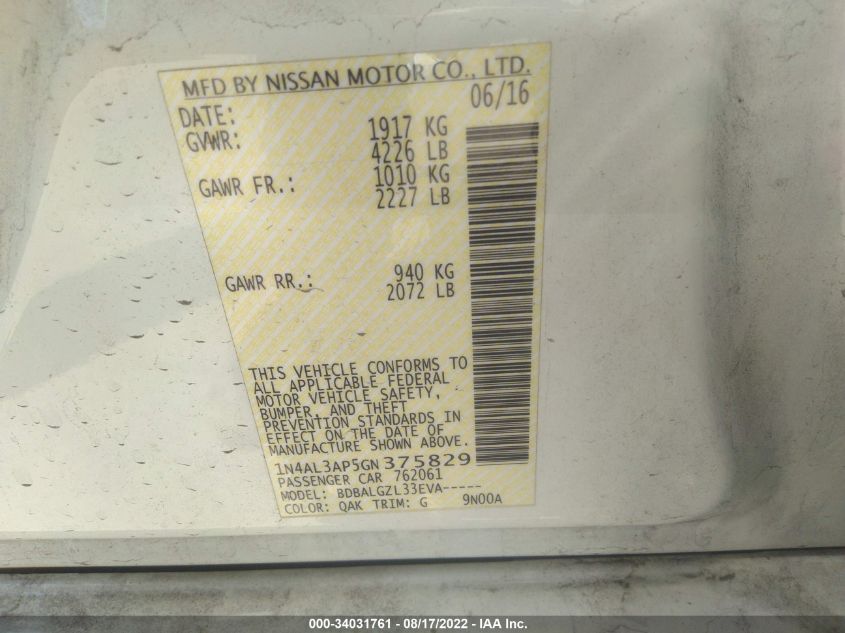 MFD BY NISSAN MOTOR CO., LTD.
DATE: 06/16
GVWR: 1917 KG
4226 LB
GAWR FR.: 1010 KG
2227 LB
GAWR RR.: 940 KG
2072 LB
THIS VEHICLE CONFORMS TO
ALL APPLICABLE FEDERAL
MOTOR VEHICLE SAFETY,
BUMPER, AND THEFT
PREVENTION STANDARDS IN
EFFECT ON THE DATE OF
MANUFACTURE SHOWN ABOVE.
1N4AL3AP5GN375829
PASSENGER CAR 762061
MODEL: BDBALGZL33EVA-----
COLOR: QAK TRIM: G 9N00A
000-34031761 - 08/17/2022 - IAA Inc.